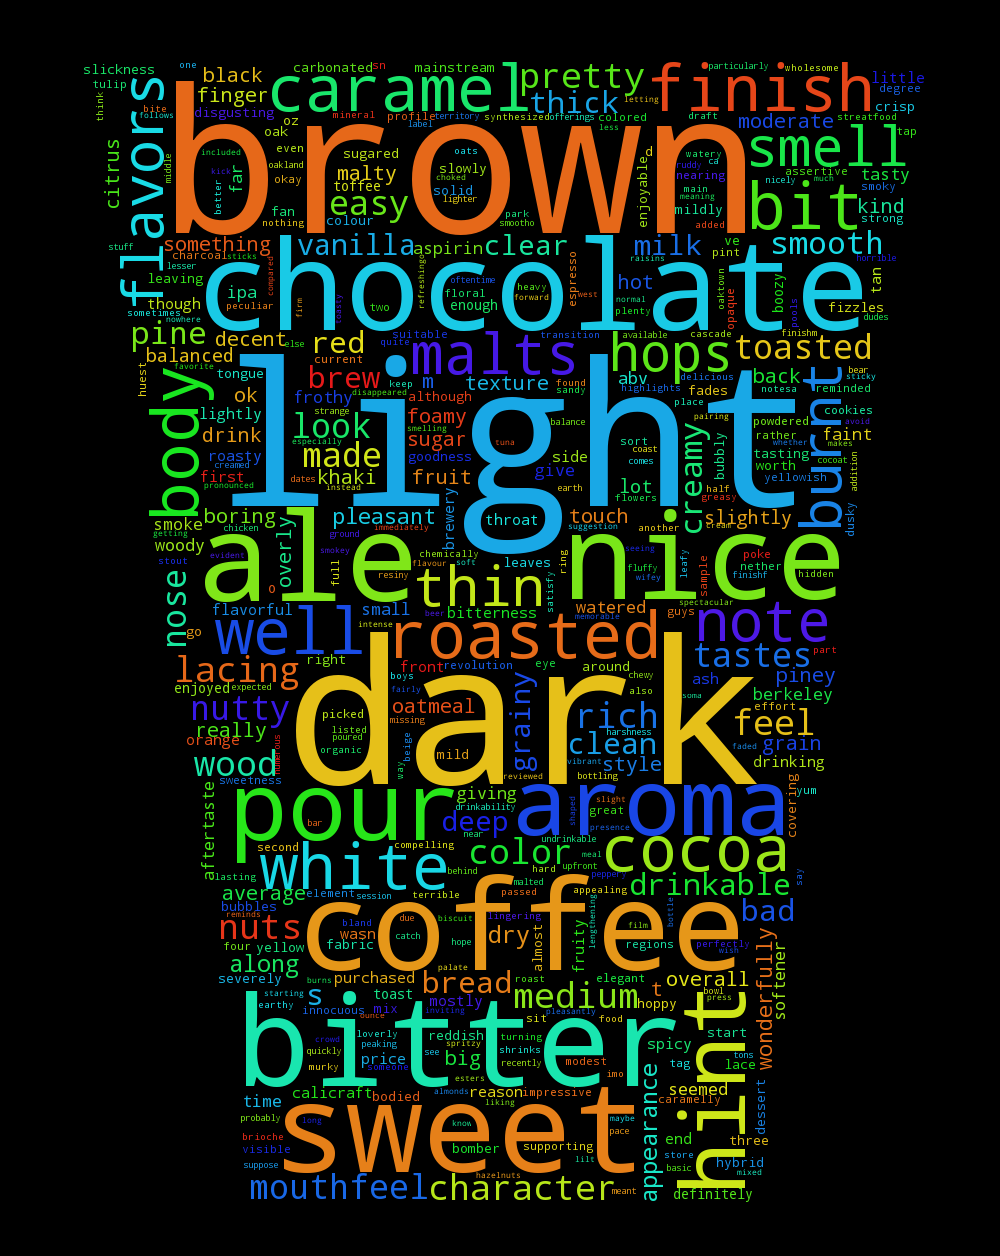 one
slickness
tulip
black
finger
carbonated
sn
mainstream
pretty
particularly
wholesome
little
degree
caramel
finish
think
bite
follows
flavors
disgusting
oz
mineral
profile
territory
label
thick
letting
synthesized
offerings
colored
less
draft
moderate
streatfood
crisp
brown
citrus
middle
included
oak
even
oakland
okay
kick
far
better
sugared
malty
toffee
easy
slowly
choked
solid
lighter
d
enjoyable
watery
ca
ruddy
nearing
main
meaning
nicely
much
smell
assertive
tap
tasty
smoky
bit
kind
strong
fan
nothing
colour
park
smootho
mildly
added
stuff
something
charcoal
sticks
lesser
leaving
vanilla
aspirin
clear
milk
ve
pint
smooth
horrible
tan
chocolate
sometimes
though
nowhere
ipa
peculiar
compared
firm
toasty
two
refreshingo
oftentime
floral
enough
heavy
forward
espresso
west
raisins
hot
normal
plenty
oaktown
opaque
boozy
pools
fizzles
dudes
pine
decent
favorite
else
red
suitable
quite
malts
transition
hops
available
cascade
finishm
toasted
balanced
huest
tongue
current
brew
disappeared
keep
m
although
texture
found
sandy
highlights
delicious
place
abv
fades
pairing
back
notesa
bear
sticky
reminded
body
ok
lightly
frothy
strange
look
especially
smelling
foamy
sugar
balance
sort
coast
comes
creamy
bubbly
powdered
rather
whether
cookies
avoid
makes
faint
light
drink
roasty
creamed
pronounced
first
made
khaki
dates
instead
goodness
fruit
tuna
side
give
earth
lot
flowers
half
greasy
cream
tasting
worth
cocoat
yellowish
burnt
addition
dusky
smoke
getting
woody
boring
chicken
overly
pleasant
immediately
ground
brewery
throat
touch
suggestion
another
slightly
stout
evident
ale
smokey
full
resiny
chemically
flavour
soft
leaves
nice
satisfy
ring
seeing
fluffy
wifey
leafy
sample
poke
nether
finishf
hidden
nose
o
thin
flavorful
small
beer
bitterness
memorable
watered
guys
spectacular
go
well
intense
roasted
note
lacing
right
front
revolution
eye
around
chewy
tastes
part
enjoyed
expected
boys
fairly
also
soma
ash
piney
berkeley
nutty
picked
listed
poured
organic
oatmeal
missing
grainy
rich
harshness
effort
feel
dark
really
orange
numerous
beige
mild
clean
vibrant
style
faded
grain
wood
sweetness
way
reviewed
bottling
drinking
aftertaste
pour
bar
giving
drinkability
deep
near
aroma
shaped
slight
great
presence
covering
yum
second
compelling
color
undrinkable
meal
hard
cocoa
white
lasting
behind
malted
passed
upfront
peppery
appealing
drinkable
say
average
bubbles
reminds
element
session
terrible
bad
nuts
bland
due
biscuit
lingering
lengthening
film
bottle
coffee
wasn
catch
hope
dry
almost
fruity
regions
perfectly
wish
four
yellow
fabric
along
severely
burns
purchased
palate
roast
elegant
overall
wonderfully
softener
starting
earthy
s
innocuous
toast
mix
bread
mostly
inviting
medium
pleasantly
sit
food
t
hoppy
bowl
press
bitter
ounce
crowd
quickly
murky
loverly
peaking
price
someone
reddish
see
spritzy
big
turning
shrinks
recently
modest
imo
spicy
tag
start
lace
tons
hint
time
calicraft
bodied
esters
almonds
reason
liking
impressive
seemed
caramelly
dessert
probably
long
sweet
know
maybe
pace
appearance
end
three
brioche
visible
bomber
supporting
lilt
store
basic
hybrid
mixed
suppose
hazelnuts
mouthfeel
character
meant
definitely